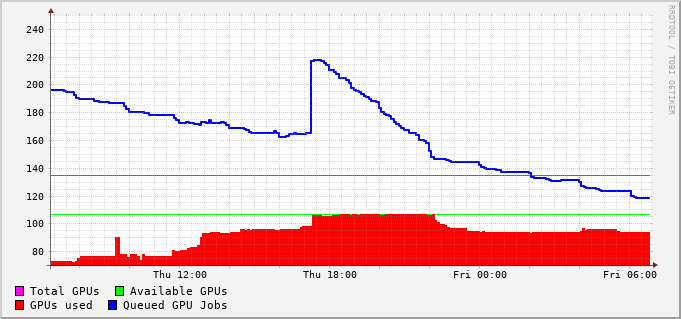 240
220
200
180
160
140
120
100
80
Thu 12:00 Thu 18:00 Fri 00:00 Fri 06:00
Total GPUs Available GPUs
GPUs used Queued GPU Jobs
RRDTOOL / TOBI OETIKER